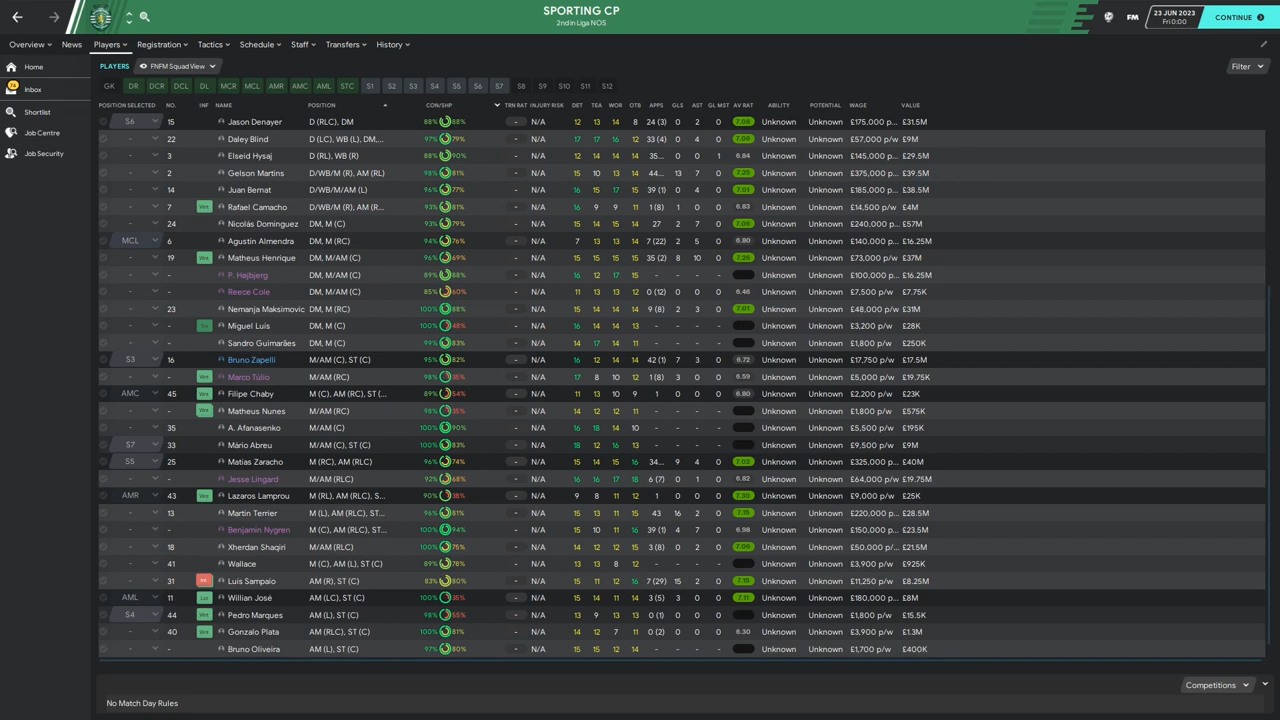 SPORTING CP
2nd in Liga NOS
FM 23 JUN 2023 Fri 0:00 CONTINUE
Overview News Players Registration Tactics Schedule Staff Transfers History
Home
Inbox
Shortlist
Job Centre
Job Security
PLAYERS FNFM Squad View Filter
GK DR DCR DCL DL MCR MCL AMR AMC AML STC S1 S2 S3 S4 S5 S6 S7 S8 S9 S10 S11 S12
POSITION SELECTED NO. INF NAME POSITION CON/SHP TRN RAT INJURY RISK DET TEA WOR OTB APPS GLS AST GL MST AV RAT ABILITY POTENTIAL WAGE VALUE
S6 15 Jason Denayer D (RLC), DM 88% 88% - N/A 12 13 14 8 24 (3) 0 2 0 7.08 Unknown Unknown £175,000 p... £31.5M
- 22 Daley Blind D (LC), WB (L), DM,... 97% 79% - N/A 17 17 16 12 33 (4) 0 4 0 7.06 Unknown Unknown £57,000 p/w £9M
- 3 Elseid Hysaj D (RL), WB (R) 88% 90% - N/A 12 14 14 14 35... 0 0 1 6.84 Unknown Unknown £145,000 p... £29.5M
- 2 Gelson Martins D/WB/M (R), AM (RL) 98% 81% - N/A 15 10 13 14 44... 13 7 0 7.25 Unknown Unknown £375,000 p... £39.5M
- 14 Juan Bernat D/WB/M/AM (L) 96% 77% - N/A 16 15 17 15 39 (1) 0 4 0 7.01 Unknown Unknown £185,000 p... £38.5M
- 7 Wnt Rafael Camacho D/WB/M (R), AM (R... 93% 81% - N/A 16 9 9 11 1 (8) 1 0 0 6.83 Unknown Unknown £14,500 p/w £4M
- 24 Nicolás Domínguez DM, M (C) 93% 79% - N/A 15 14 15 14 27 2 2 0 7.06 Unknown Unknown £240,000 p/w £57M
MCL 6 Agustín Almendra DM, M (RC) 94% 76% - N/A 7 13 13 14 7 (22) 2 5 0 6.80 Unknown Unknown £140,000 p... £16.25M
- 19 Wnt Matheus Henrique DM, M/AM (C) 96% 69% - N/A 15 15 15 15 35 (2) 8 10 0 7.26 Unknown Unknown £73,000 p/w £37M
- - P. Højbjerg DM, M/AM (C) 89% 88% - N/A 16 12 17 15 - - - - Unknown Unknown £100,000 p... £16.25M
- - Reece Cole DM, M/AM (C) 85% 60% - N/A 11 13 13 12 0 (12) 0 0 0 6.46 Unknown Unknown £7,500 p/w £7.75K
- 23 Nemanja Maksimovic DM, M (RC) 100% 88% - N/A 15 14 14 14 9 (8) 2 3 0 7.01 Unknown Unknown £48,000 p/w £31M
- - Miguel Luís DM, M (C) 100% 48% - N/A 16 14 14 13 - - - - Unknown Unknown £3,200 p/w £28K
- - Sandro Guimarães DM, M (C) 99% 83% - N/A 14 17 14 11 - - - - Unknown Unknown £1,800 p/w £250K
S3 16 Bruno Zapelli M/AM (C), ST (C) 95% 82% - N/A 16 12 14 14 42 (1) 7 3 0 6.72 Unknown Unknown £17,750 p/w £17.5M
- - Wnt Marco Túlio M/AM (RC) 98% 35% - N/A 17 8 10 12 1 (8) 3 0 0 6.59 Unknown Unknown £5,000 p/w £19.75K
AMC 45 Wnt Filipe Chaby M (C), AM (RC), ST (... 89% 54% - N/A 11 13 10 9 1 0 0 0 6.80 Unknown Unknown £2,200 p/w £23K
- - Wnt Matheus Nunes M/AM (RC) 98% 35% - N/A 14 12 12 11 - - - - Unknown Unknown £1,800 p/w £575K
- 35 A. Afanasenko M/AM (C) 100% 90% - N/A 16 18 14 10 - - - - Unknown Unknown £5,500 p/w £195K
S7 33 Mário Abreu M/AM (C), ST (C) 100% 83% - N/A 18 12 16 13 - - - - Unknown Unknown £9,500 p/w £9M
S5 25 Matías Zaracho M (RC), AM (RLC) 96% 74% - N/A 15 14 15 16 34... 9 4 0 7.03 Unknown Unknown £325,000 p/w £40M
- - Jesse Lingard M/AM (RLC) 92% 68% - N/A 16 16 17 18 6 (7) 0 1 0 6.82 Unknown Unknown £64,000 p/w £19.75M
AMR 43 Wnt Lazaros Lamprou M (RL), AM (RLC), S... 90% 38% - N/A 9 8 11 12 1 0 0 0 7.30 Unknown Unknown £9,000 p/w £25K
- 13 Martin Terrier M (L), AM (RLC), ST... 96% 81% - N/A 15 13 11 13 43 16 2 0 7.15 Unknown Unknown £220,000 p/w £28.5M
- - Benjamin Nygren M (C), AM (RLC), ST... 100% 94% - N/A 15 10 11 16 39 (1) 4 7 0 6.98 Unknown Unknown £150,000 p/w £23.5M
- 18 Xherdan Shaqiri M/AM (RLC) 100% 75% - N/A 14 12 12 15 3 (8) 0 2 0 7.06 Unknown Unknown £50,000 p/... £21.5M
- 41 Wallace M (C), AM (L), ST (C) 89% 78% - N/A 13 13 8 12 - - - - Unknown Unknown £3,900 p/w £925K
- 31 Int Luís Sampaio AM (R), ST (C) 83% 80% - N/A 15 11 12 16 7 (29) 15 2 0 7.15 Unknown Unknown £11,250 p/w £8.25M
AML 11 Lst Willian José AM (LC), ST (C) 100% 35% - N/A 15 14 11 14 3 (5) 3 0 0 7.11 Unknown Unknown £180,000 p/w £8M
S4 44 Wnt Pedro Marques AM (L), ST (C) 98% 55% - N/A 13 9 13 13 0 (1) 0 0 0 Unknown Unknown £1,800 p/w £15.5K
- 40 Wnt Gonzalo Plata AM (RLC), ST (C) 100% 81% - N/A 14 12 7 11 0 (2) 0 0 0 6.30 Unknown Unknown £3,900 p/w £1.3M
- - Bruno Oliveira AM (L), ST (C) 97% 80% - N/A 15 15 12 14 - - - - Unknown Unknown £1,700 p/w £400K
Competitions
No Match Day Rules